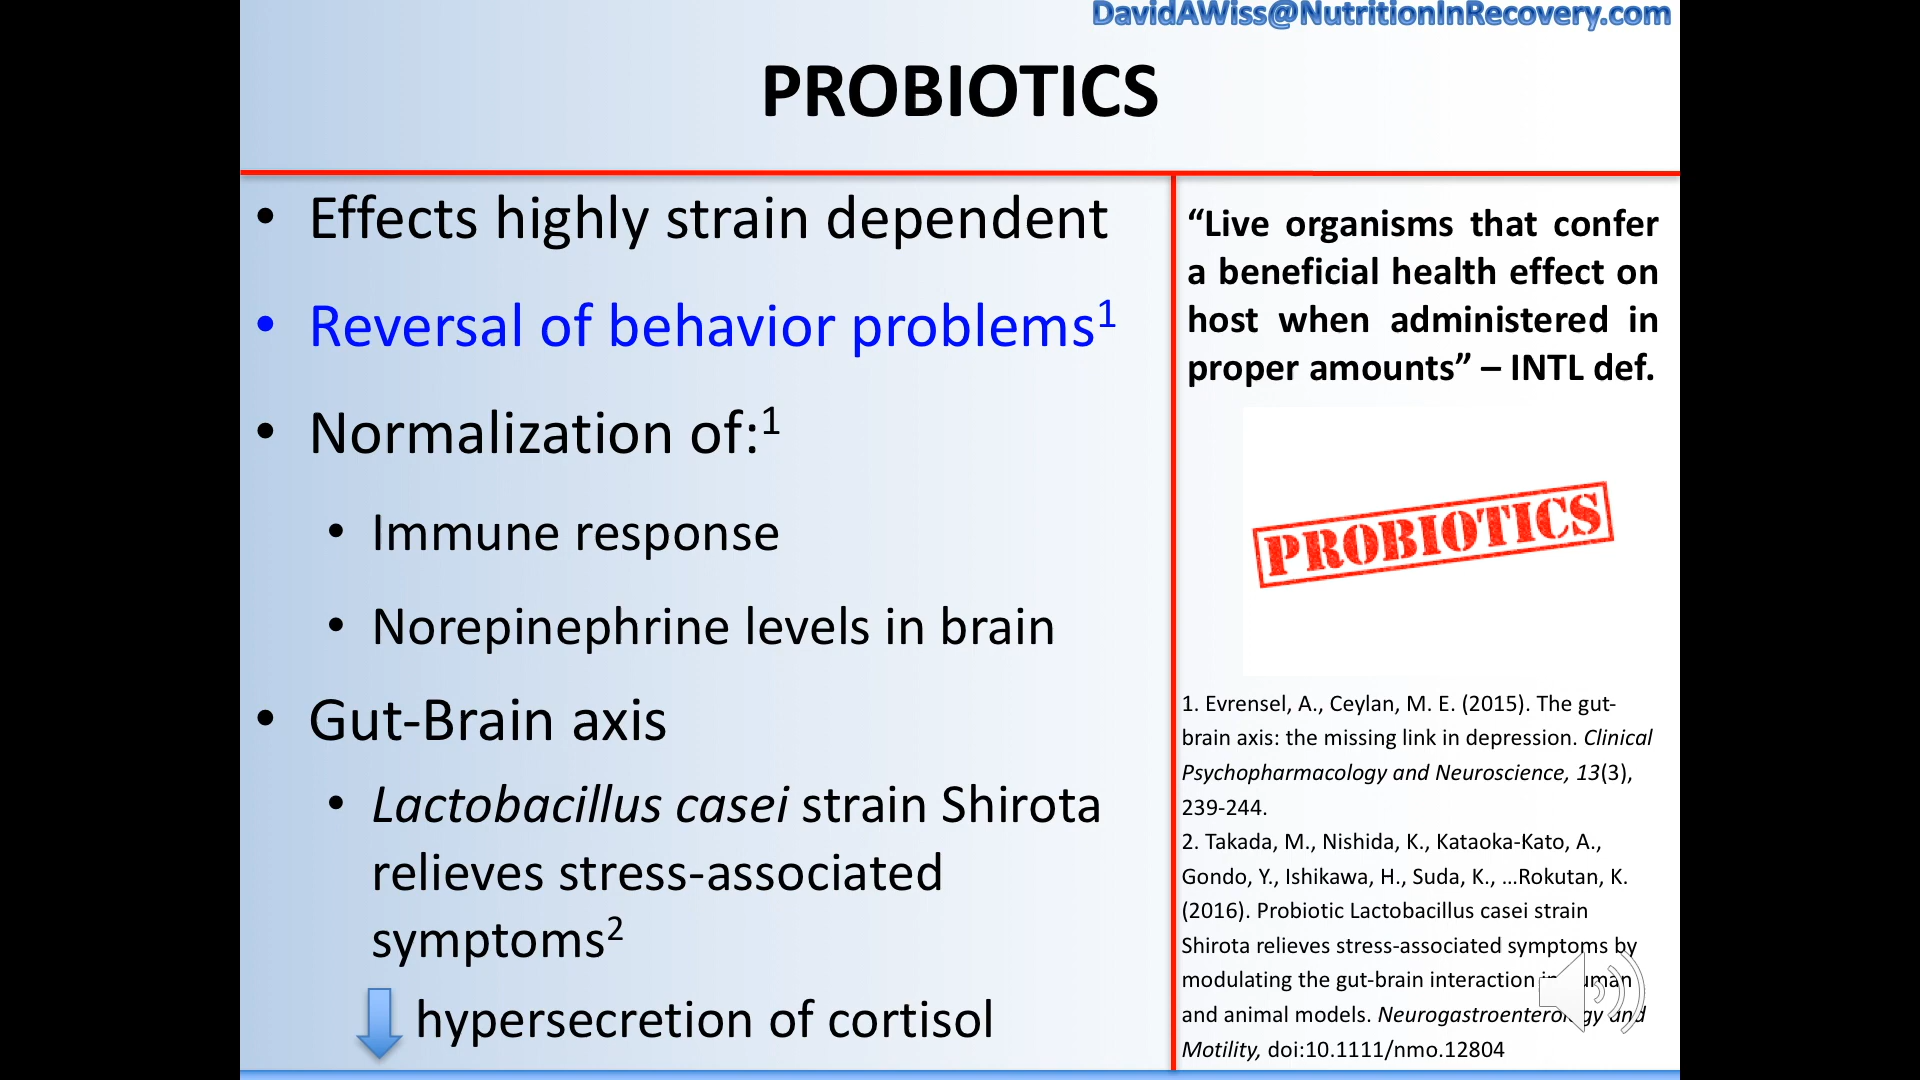 DavidAWiss@NutritionInRecovery.com
PROBIOTICS
• Effects highly strain dependent
• Reversal of behavior problems¹
• Normalization of:¹
• Immune response
• Norepinephrine levels in brain
• Gut-Brain axis
• Lactobacillus casei strain Shirota
relieves stress-associated
symptoms²
hypersecretion of cortisol
“Live organisms that confer
a beneficial health effect on
host when administered in
proper amounts” – INTL def.
PROBIOTICS
1. Evrensel, A., Ceylan, M. E. (2015). The gut-
brain axis: the missing link in depression. Clinical
Psychopharmacology and Neuroscience, 13(3),
239-244.
2. Takada, M., Nishida, K., Kataoka-Kato, A.,
Gondo, Y., Ishikawa, H., Suda, K., …Rokutan, K.
(2016). Probiotic Lactobacillus casei strain
Shirota relieves stress-associated symptoms by
modulating the gut-brain interaction in human
and animal models. Neurogastroenterology and
Motility, doi:10.1111/nmo.12804